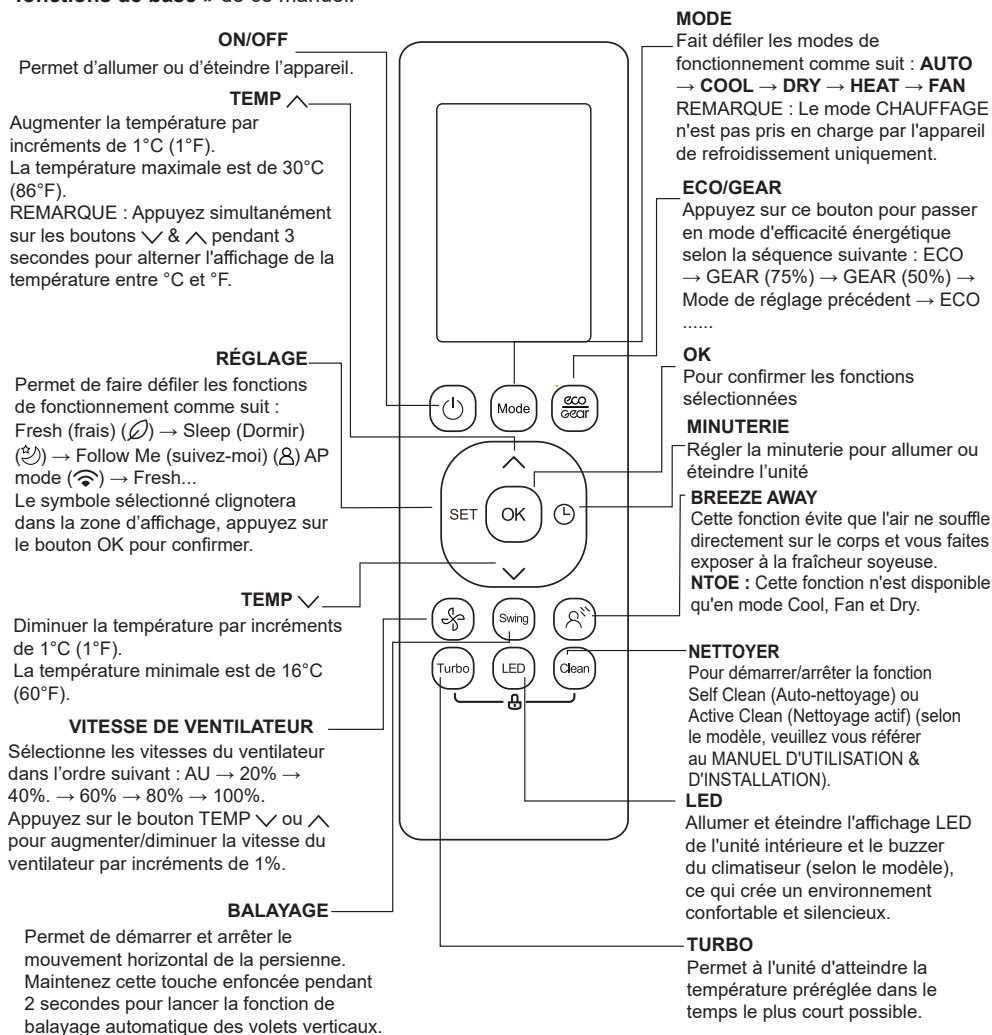 fonctions de base » de ce manuel.
ON/OFF
Permet d'allumer ou d'éteindre l'appareil.
TEMP
Augmenter la température par
incréments de 1°C (1°F).
La température maximale est de 30°C
(86°F).
REMARQUE : Appuyez simultanément
sur les boutons ﹀ & ︿ pendant 3
secondes pour alterner l'affichage de la
température entre °C et °F.
RÉGLAGE
Permet de faire défiler les fonctions
de fonctionnement comme suit :
Fresh (frais) ( ) → Sleep (Dormir)
( ) → Follow Me (suivez-moi) ( ) AP
mode ( ) → Fresh...
Le symbole sélectionné clignotera
dans la zone d'affichage, appuyez sur
le bouton OK pour confirmer.
TEMP
Diminuer la température par incréments
de 1°C (1°F).
La température minimale est de 16°C
(60°F).
VITESSE DE VENTILATEUR
Sélectionne les vitesses du ventilateur
dans l'ordre suivant : AU → 20% →
40%. → 60% → 80% → 100%.
Appuyez sur le bouton TEMP ﹀ ou ︿
pour augmenter/diminuer la vitesse du
ventilateur par incréments de 1%.
BALAYAGE
Permet de démarrer et arrêter le
mouvement horizontal de la persienne.
Maintenez cette touche enfoncée pendant
2 secondes pour lancer la fonction de
balayage automatique des volets verticaux.
Mode
eco
gear
SET
OK
Swing
Turbo
LED
Clean
MODE
Fait défiler les modes de
fonctionnement comme suit : AUTO
→ COOL → DRY → HEAT → FAN
REMARQUE : Le mode CHAUFFAGE
n'est pas pris en charge par l'appareil
de refroidissement uniquement.
ECO/GEAR
Appuyez sur ce bouton pour passer
en mode d'efficacité énergétique
selon la séquence suivante : ECO
→ GEAR (75%) → GEAR (50%) →
Mode de réglage précédent → ECO
......
OK
Pour confirmer les fonctions
sélectionnées
MINUTERIE
Régler la minuterie pour allumer ou
éteindre l'unité
BREEZE AWAY
Cette fonction évite que l'air ne souffle
directement sur le corps et vous faites
exposer à la fraîcheur soyeuse.
NTOE : Cette fonction n'est disponible
qu'en mode Cool, Fan et Dry.
NETTOYER
Pour démarrer/arrêter la fonction
Self Clean (Auto-nettoyage) ou
Active Clean (Nettoyage actif) (selon
le modèle, veuillez vous référer
au MANUEL D'UTILISATION &
D'INSTALLATION).
LED
Allumer et éteindre l'affichage LED
de l'unité intérieure et le buzzer
du climatiseur (selon le modèle),
ce qui crée un environnement
confortable et silencieux.
TURBO
Permet à l'unité d'atteindre la
température préréglée dans le
temps le plus court possible.